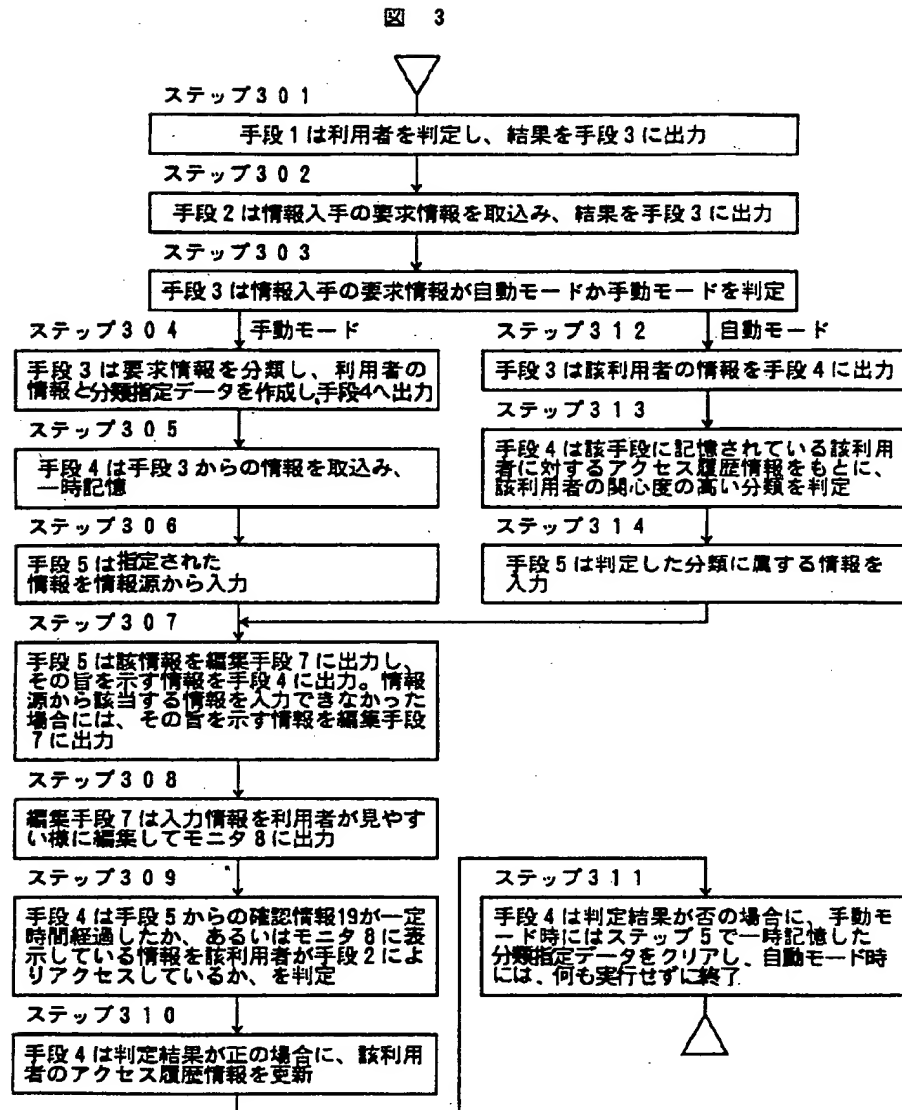 図 3
ステップ301
手段1は利用者を判定し、結果を手段3に出力
ステップ302
手段2は情報入手の要求情報を取込み、結果を手段3に出力
ステップ303
手段3は情報入手の要求情報が自動モードか手動モードを判定
ステップ304
手動モード
手段3は要求情報を分類し、利用者の
情報と分類指定データを作成し、手段4へ出力
ステップ305
手段4は手段3からの情報を取込み、
一時記憶
ステップ306
手段5は指定された
情報を情報源から入力
ステップ312
自動モード
手段3は該利用者の情報を手段4に出力
ステップ313
手段4は該手段に記憶されている該利用
者に対するアクセス履歴情報をもとに、
該利用者の関心度の高い分類を判定
ステップ314
手段5は判定した分類に属する情報を
入力
ステップ307
手段5は該情報を編集手段7に出力し、
その旨を示す情報を手段4に出力。情報
源から該当する情報を入力できなかった
場合には、その旨を示す情報を編集手段
7に出力
ステップ308
編集手段7は入力情報を利用者が見やす
い様に編集してモニタ8に出力
ステップ309
手段4は手段5からの確認情報19が一定
時間経過したか、あるいはモニタ8に表
示している情報を該利用者が手段2によ
りアクセスしているか、を判定
ステップ310
手段4は判定結果が正の場合に、該利用
者のアクセス履歴情報を更新
ステップ311
手段4は判定結果が否の場合に、手動モ
ード時にはステップ5で一時記憶した
分類指定データをクリアし、自動モード時
には、何も実行せずに終了